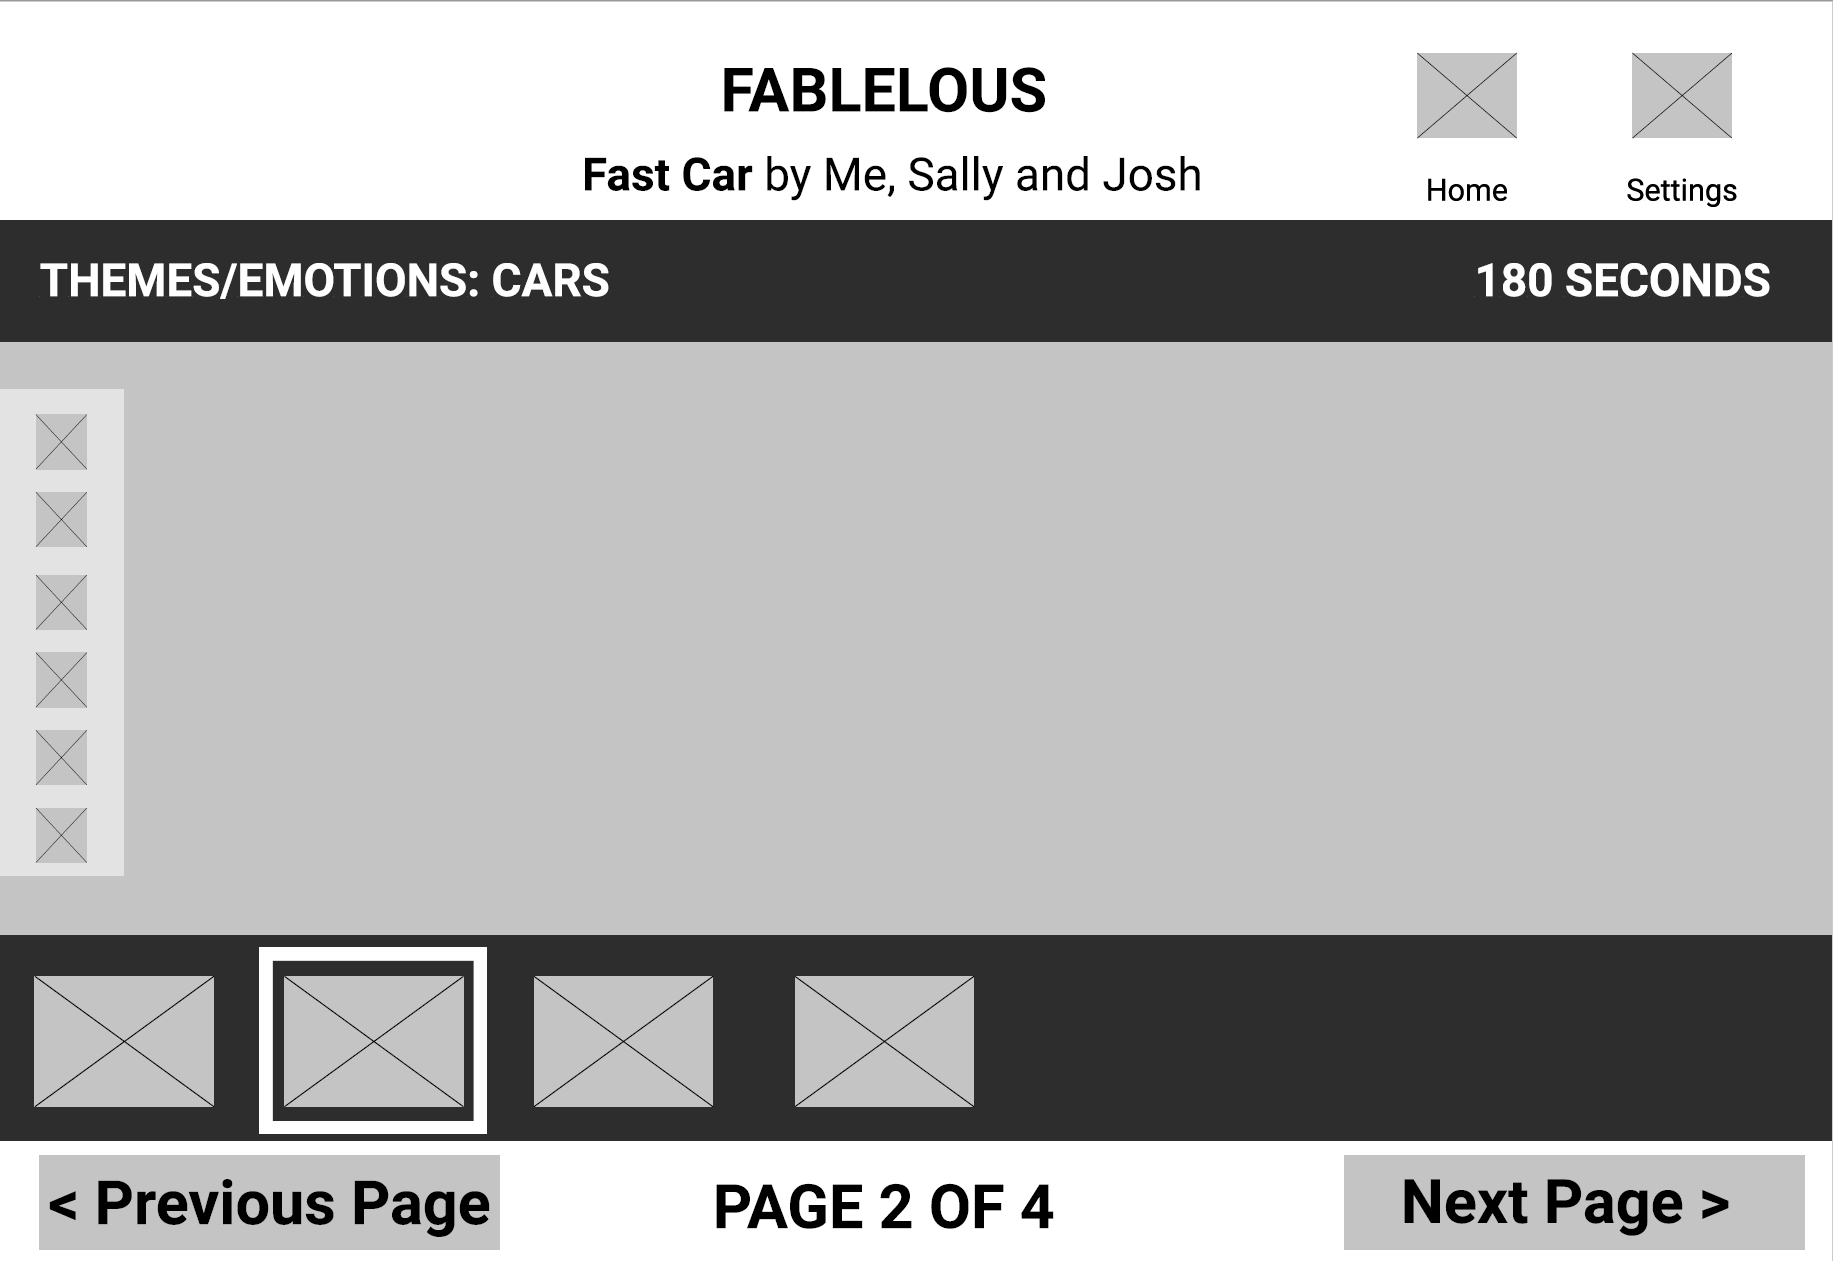 FABLELOUS
Fast Car by Me, Sally and Josh
Home
Settings
THEMES/EMOTIONS: CARS
180 SECONDS
< Previous Page
PAGE 2 OF 4
Next Page >